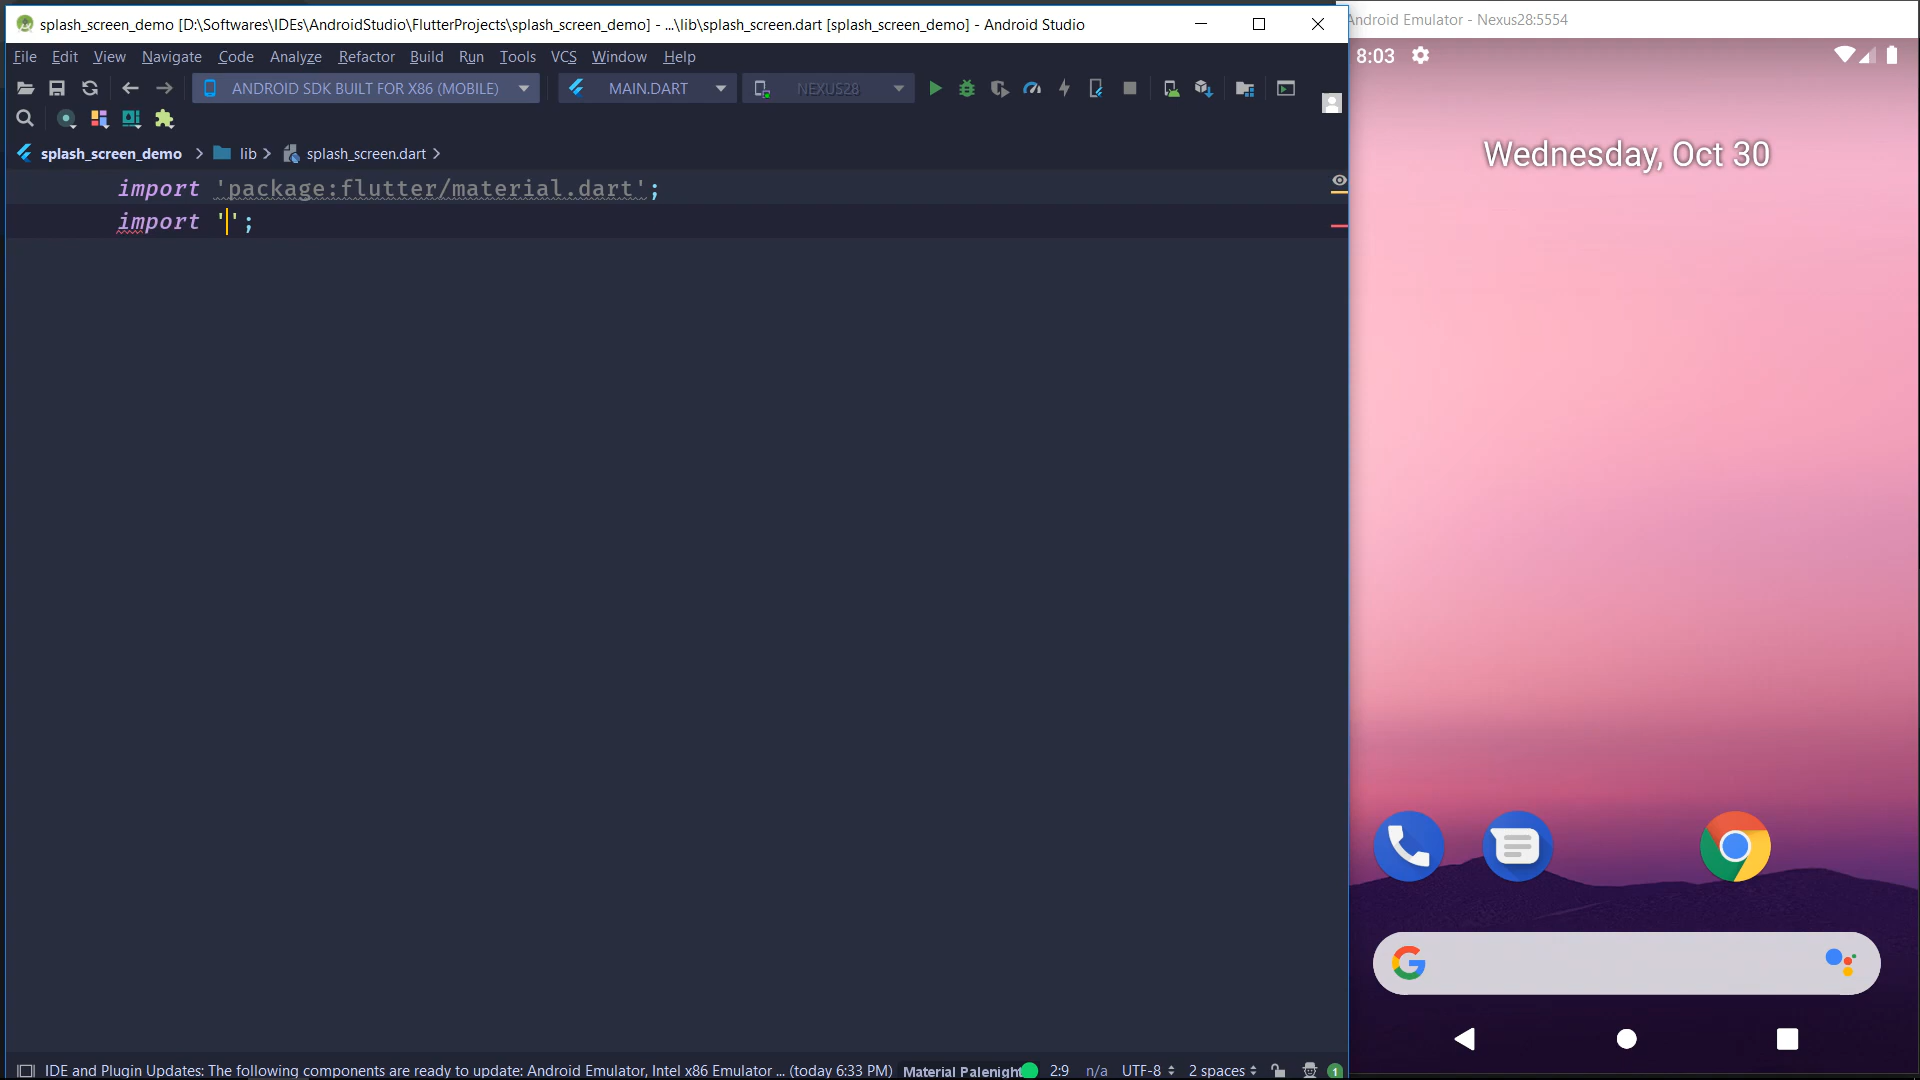 splash_screen_demo [D:\Softwares\IDEs\AndroidStudio\FlutterProjects\splash_screen_demo] - ...\lib\splash_screen.dart [splash_screen_demo] - Android Studio
File Edit View Navigate Code Analyze Refactor Build Run Tools VCS Window Help
ANDROID SDK BUILT FOR X86 (MOBILE) MAIN.DART NEXUS28
splash_screen_demo lib splash_screen.dart
import 'package:flutter/material.dart';
import '';
IDE and Plugin Updates: The following components are ready to update: Android Emulator, Intel x86 Emulator ... (today 6:33 PM) Material Palenight 2:9 n/a UTF-8 2 spaces 1
Android Emulator - Nexus28:5554
8:03
Wednesday, Oct 30